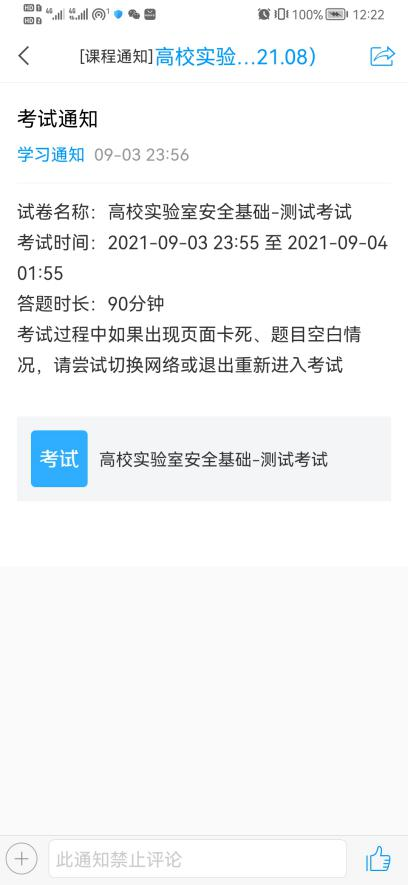 100% 12:22
[课程通知]高校实验...21.08）
考试通知
学习通知 09-03 23:56
试卷名称：高校实验室安全基础-测试考试
考试时间：2021-09-03 23:55 至 2021-09-04
01:55
答题时长：90分钟
考试过程中如果出现页面卡死、题目空白情
况，请尝试切换网络或退出重新进入考试
考试 高校实验室安全基础-测试考试
此通知禁止评论